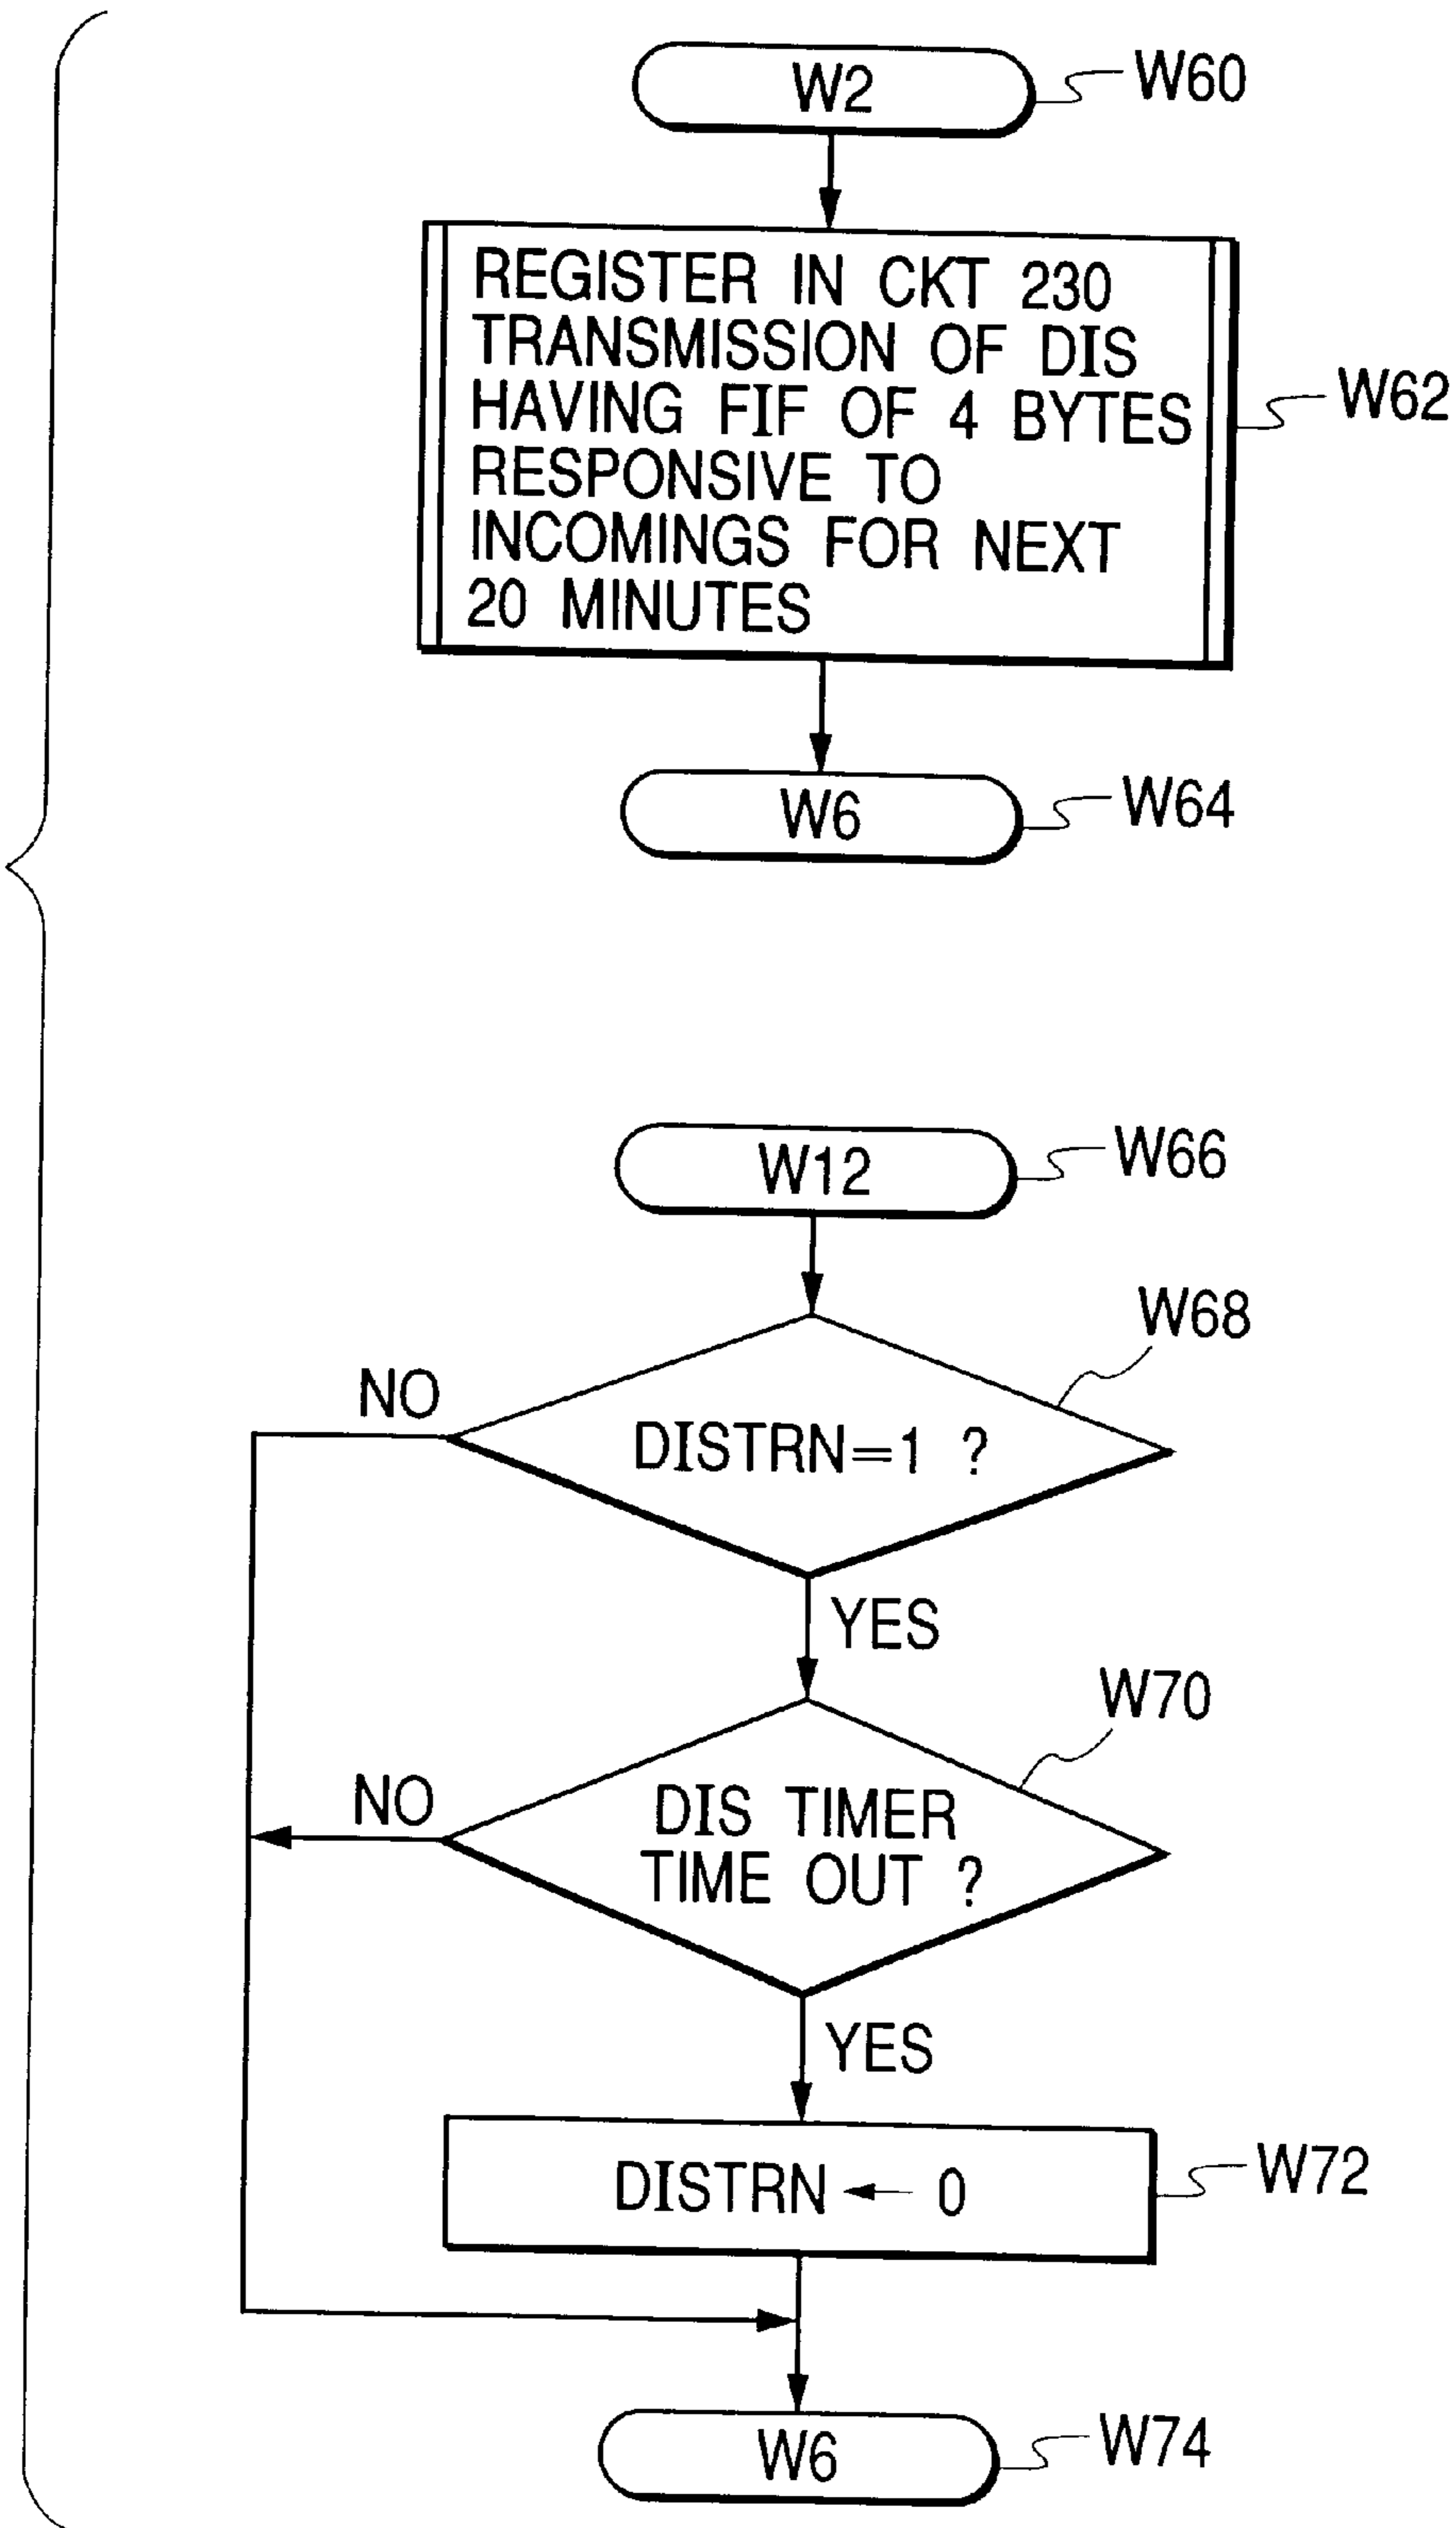 W2
W60
REGISTER IN CKT 230
TRANSMISSION OF DIS
HAVING FIF OF 4 BYTES
RESPONSIVE TO
INCOMINGS FOR NEXT
20 MINUTES
W62
W6
W64
W12
W66
W68
NO
DISTRN=1 ?
YES
W70
NO
DIS TIMER
TIME OUT ?
YES
DISTRN ← 0
W72
W6
W74